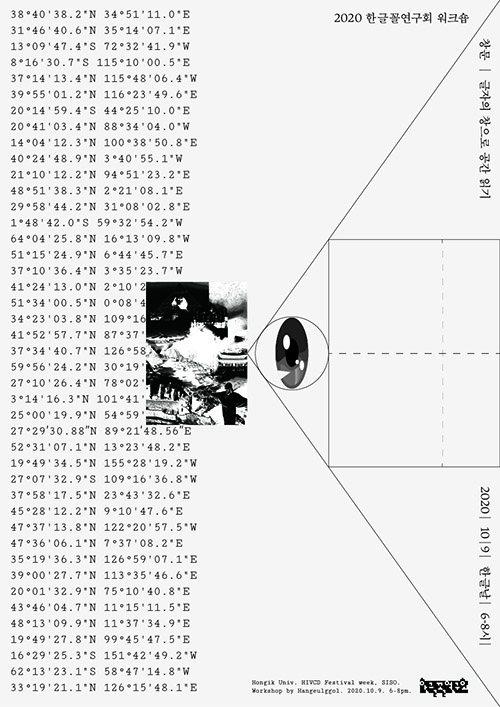 38°40'38.2"N 34°51'11.0"E
31°46'40.6"N 35°14'07.1"E
13°09'47.4"S 72°32'41.9"W
8°16'30.7"S 115°10'00.5"E
37°14'13.4"N 115°48'06.4"W
39°55'01.2"N 116°23'49.6"E
20°14'59.4"S 44°25'10.0"E
20°41'03.4"N 88°34'04.0"W
14°04'12.3"N 100°38'50.8"E
40°24'48.9"N 3°40'55.1"W
21°10'12.2"N 94°51'23.2"E
48°51'38.3"N 2°21'08.1"E
29°58'44.2"N 31°08'02.8"E
1°48'42.0"S 59°32'54.2"W
64°04'25.8"N 16°13'09.8"W
51°15'24.9"N 6°44'45.7"E
37°10'36.4"N 3°35'23.7"W
41°24'13.0"N 2°10'2
51°34'00.5"N 0°08'4
34°23'03.8"N 109°16
41°52'57.7"N 87°37'
37°34'40.7"N 126°58
59°56'24.2"N 30°19'
27°10'26.4"N 78°02'
3°14'16.3"N 101°41'
25°00'19.9"N 54°59'
27°29'30.88"N 89°21'48.56"E
52°31'07.1"N 13°23'48.2"E
19°49'34.5"N 155°28'19.2"W
27°07'32.9"S 109°16'36.8"W
37°58'17.5"N 23°43'32.6"E
45°28'12.2"N 9°10'47.6"E
47°37'13.8"N 122°20'57.5"W
47°36'06.1"N 7°37'08.2"E
35°19'36.3"N 126°59'07.1"E
39°00'27.7"N 113°35'46.6"E
20°01'32.9"N 75°10'40.8"E
43°46'04.7"N 11°15'11.5"E
48°13'09.9"N 11°37'34.9"E
19°49'27.8"N 99°45'47.5"E
16°29'25.3"S 151°42'49.2"W
62°13'23.1"S 58°47'14.8"W
33°19'21.1"N 126°15'48.1"E
2020 한글꼴연구회 워크숍
창문 | 글자의 창으로 공간 읽기
2020| 10|9| 한글날| 6-8시|
Hongik Univ. HIVCD Festival week, SISO.
Workshop by Hangeulggol. 2020.10.9. 6-8pm.